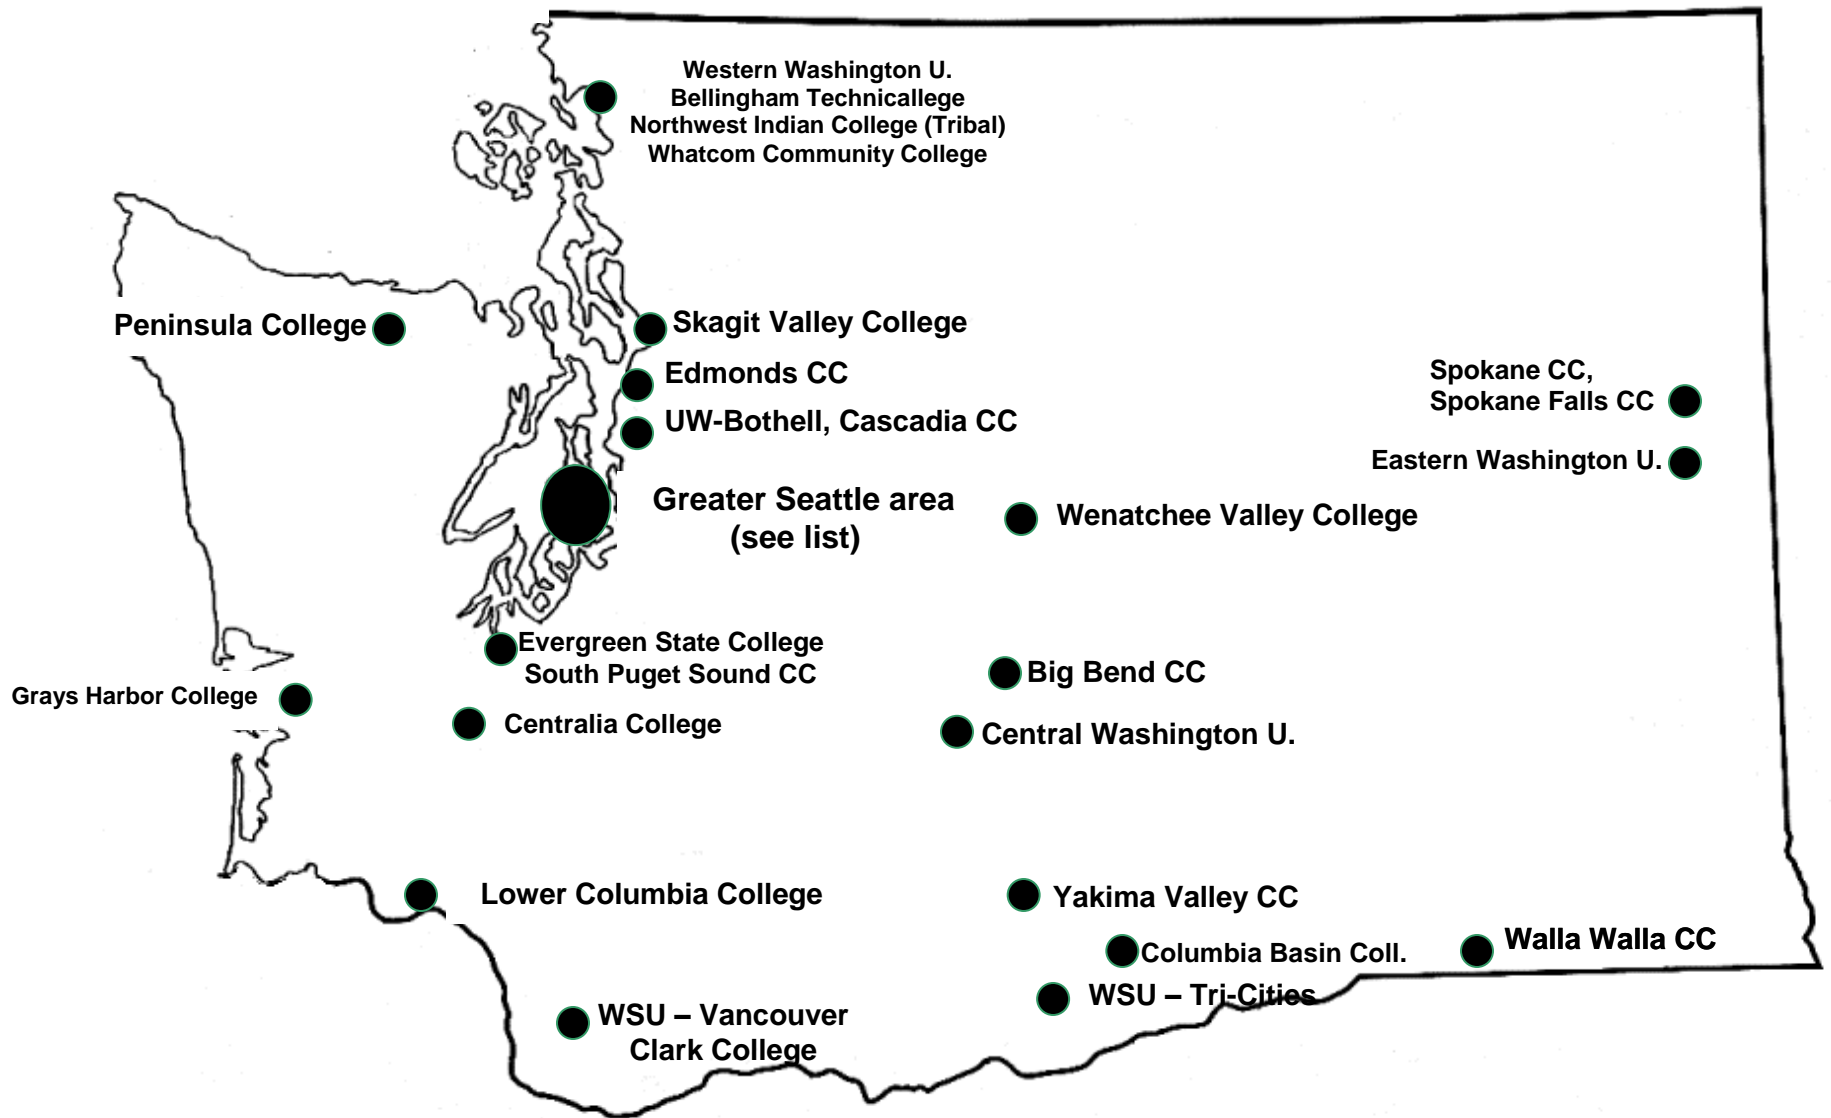 Western Washington U.
Bellingham Technicallege
Northwest Indian College (Tribal)
Whatcom Community College
Peninsula College
Skagit Valley College
Edmonds CC
UW-Bothell, Cascadia CC
Spokane CC,
Spokane Falls CC
Eastern Washington U.
Greater Seattle area
(see list)
Wenatchee Valley College
Evergreen State College
South Puget Sound CC
Big Bend CC
Grays Harbor College
Centralia College
Central Washington U.
Lower Columbia College
Yakima Valley CC
Columbia Basin Coll.
Walla Walla CC
WSU – Tri-Cities
WSU – Vancouver
Clark College